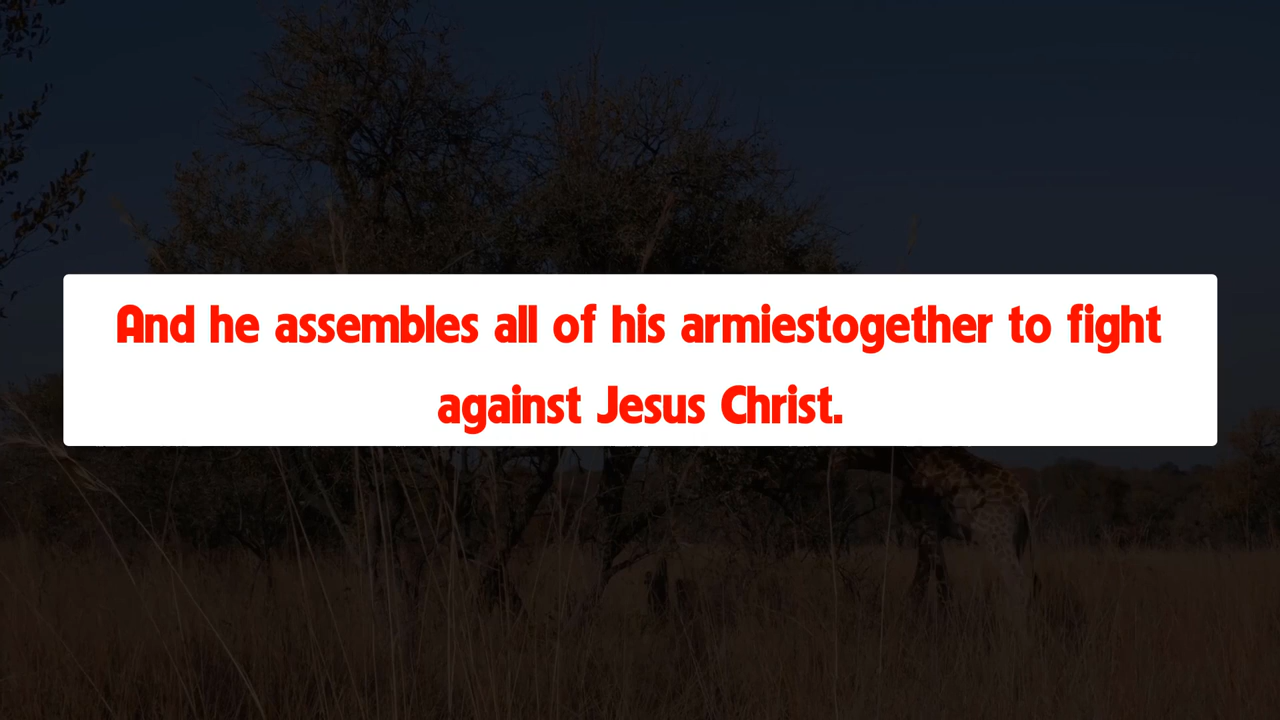 And he assembles all of his armiestogether to fight
against Jesus Christ.